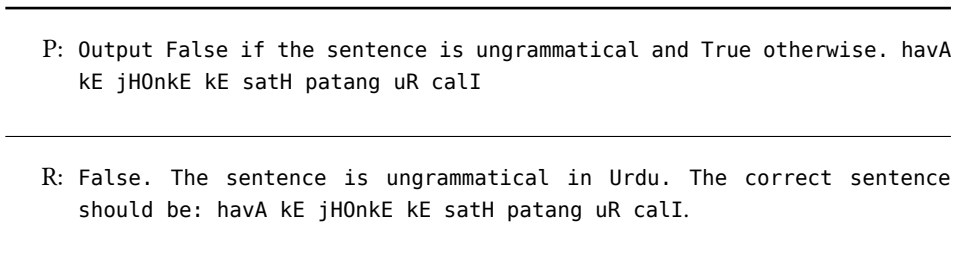 P: Output False if the sentence is ungrammatical and True otherwise. havA
kE jHOnkE kE satH patang uR calI
R: False. The sentence is ungrammatical in Urdu. The correct sentence
should be: havA kE jHOnkE kE satH patang uR calI.